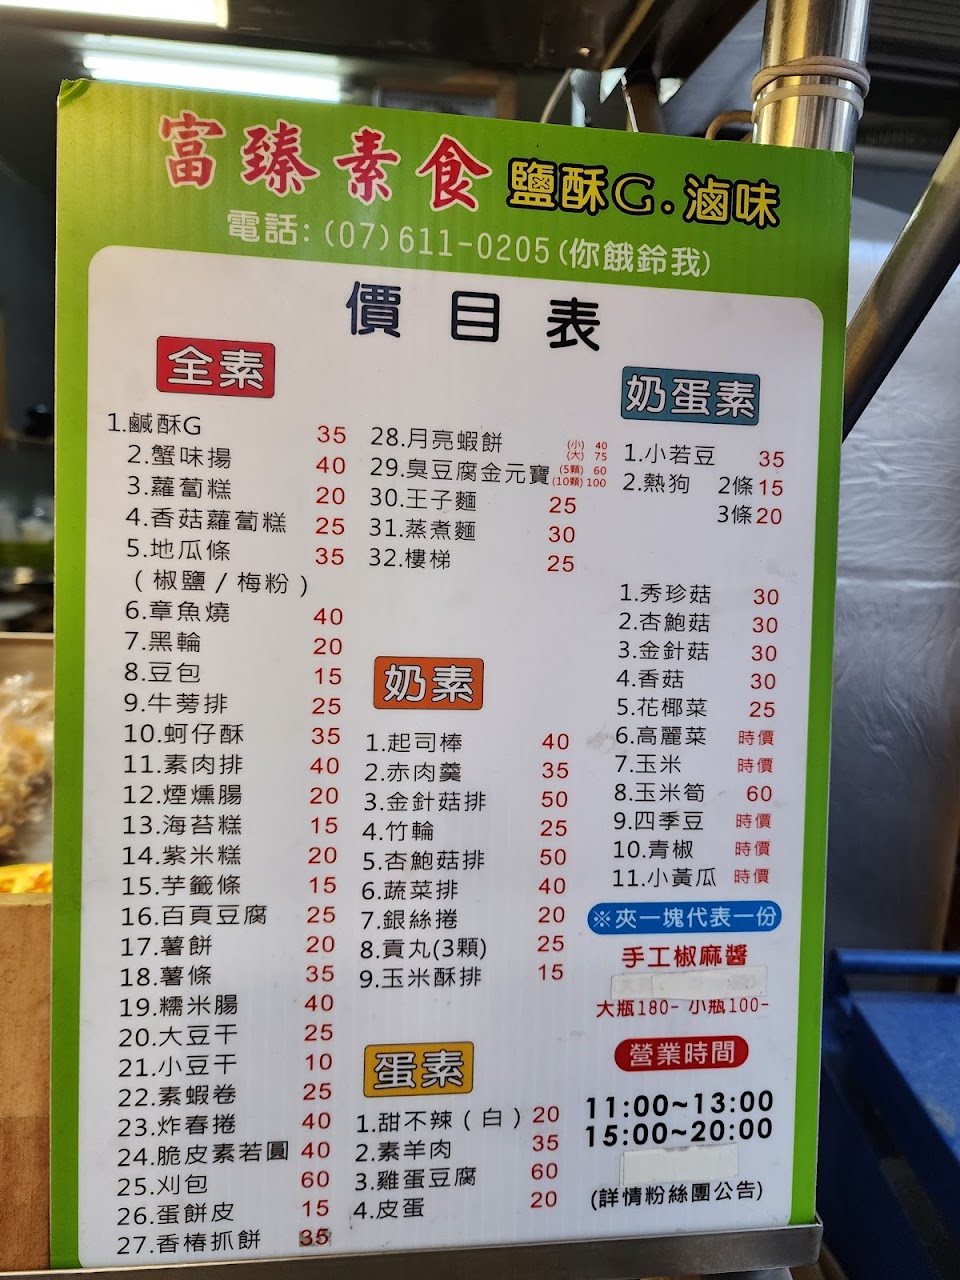 富臻素食 鹽酥G.滷味
電話:(07)611-0205(你餓鈴我)
價目表
全素
1.鹹酥G 35
2.蟹味揚 40
3.蘿蔔糕 20
4.香菇蘿蔔糕 25
5.地瓜條 35
(椒鹽/梅粉)
6.章魚燒 40
7.黑輪 20
8.豆包 15
9.牛蒡排 25
10.蚵仔酥 35
11.素肉排 40
12.煙燻腸 20
13.海苔糕 15
14.紫米糕 20
15.芋籤條 15
16.百頁豆腐 25
17.薯餅 20
18.薯條 35
19.糯米腸 40
20.大豆干 25
21.小豆干 10
22.素蝦卷 25
23.炸春捲 40
24.脆皮素若圓 40
25.刈包 60
26.蛋餅皮 15
27.香椿抓餅 35
28.月亮蝦餅 (小) 40
(大) 75
29.臭豆腐金元寶 (5顆) 60
(10顆) 100
30.王子麵 25
31.蒸煮麵 30
32.樓梯 25
奶素
1.起司棒 40
2.赤肉羹 35
3.金針菇排 50
4.竹輪 25
5.杏鮑菇排 50
6.蔬菜排 40
7.銀絲捲 20
8.貢丸(3顆) 25
9.玉米酥排 15
蛋素
1.甜不辣(白) 20
2.素羊肉 35
3.雞蛋豆腐 60
4.皮蛋 20
奶蛋素
1.小若豆 35
2.熱狗 2條 15
3條 20
1.秀珍菇 30
2.杏鮑菇 30
3.金針菇 30
4.香菇 30
5.花椰菜 25
6.高麗菜 時價
7.玉米 時價
8.玉米筍 60
9.四季豆 時價
10.青椒 時價
11.小黃瓜 時價
※夾一塊代表一份
手工椒麻醬
大瓶180- 小瓶100-
營業時間
11:00~13:00
15:00~20:00
(詳情粉絲團公告)